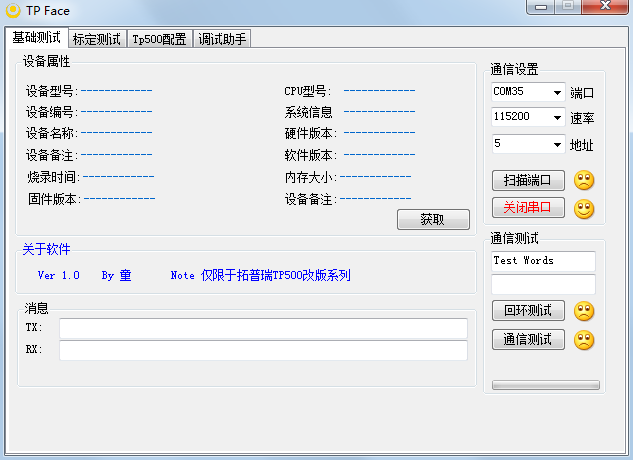 TP Face
基础测试 标定测试 Tp500配置 调试助手
设备属性
设备型号:------------
设备编号:------------
设备名称:------------
设备备注:------------
烧录时间:------------
固件版本:------------
CPU型号: ------------
系统信息 ------------
硬件版本: ------------
软件版本: ------------
内存大小:------------
设备备注:------------
获取
关于软件
Ver 1.0 By 童 Note 仅限于拓普瑞TP500改版系列
消息
TX:
RX:
通信设置
COM35 端口
115200 速率
5 地址
扫描端口
关闭串口
通信测试
Test Words
回环测试
通信测试